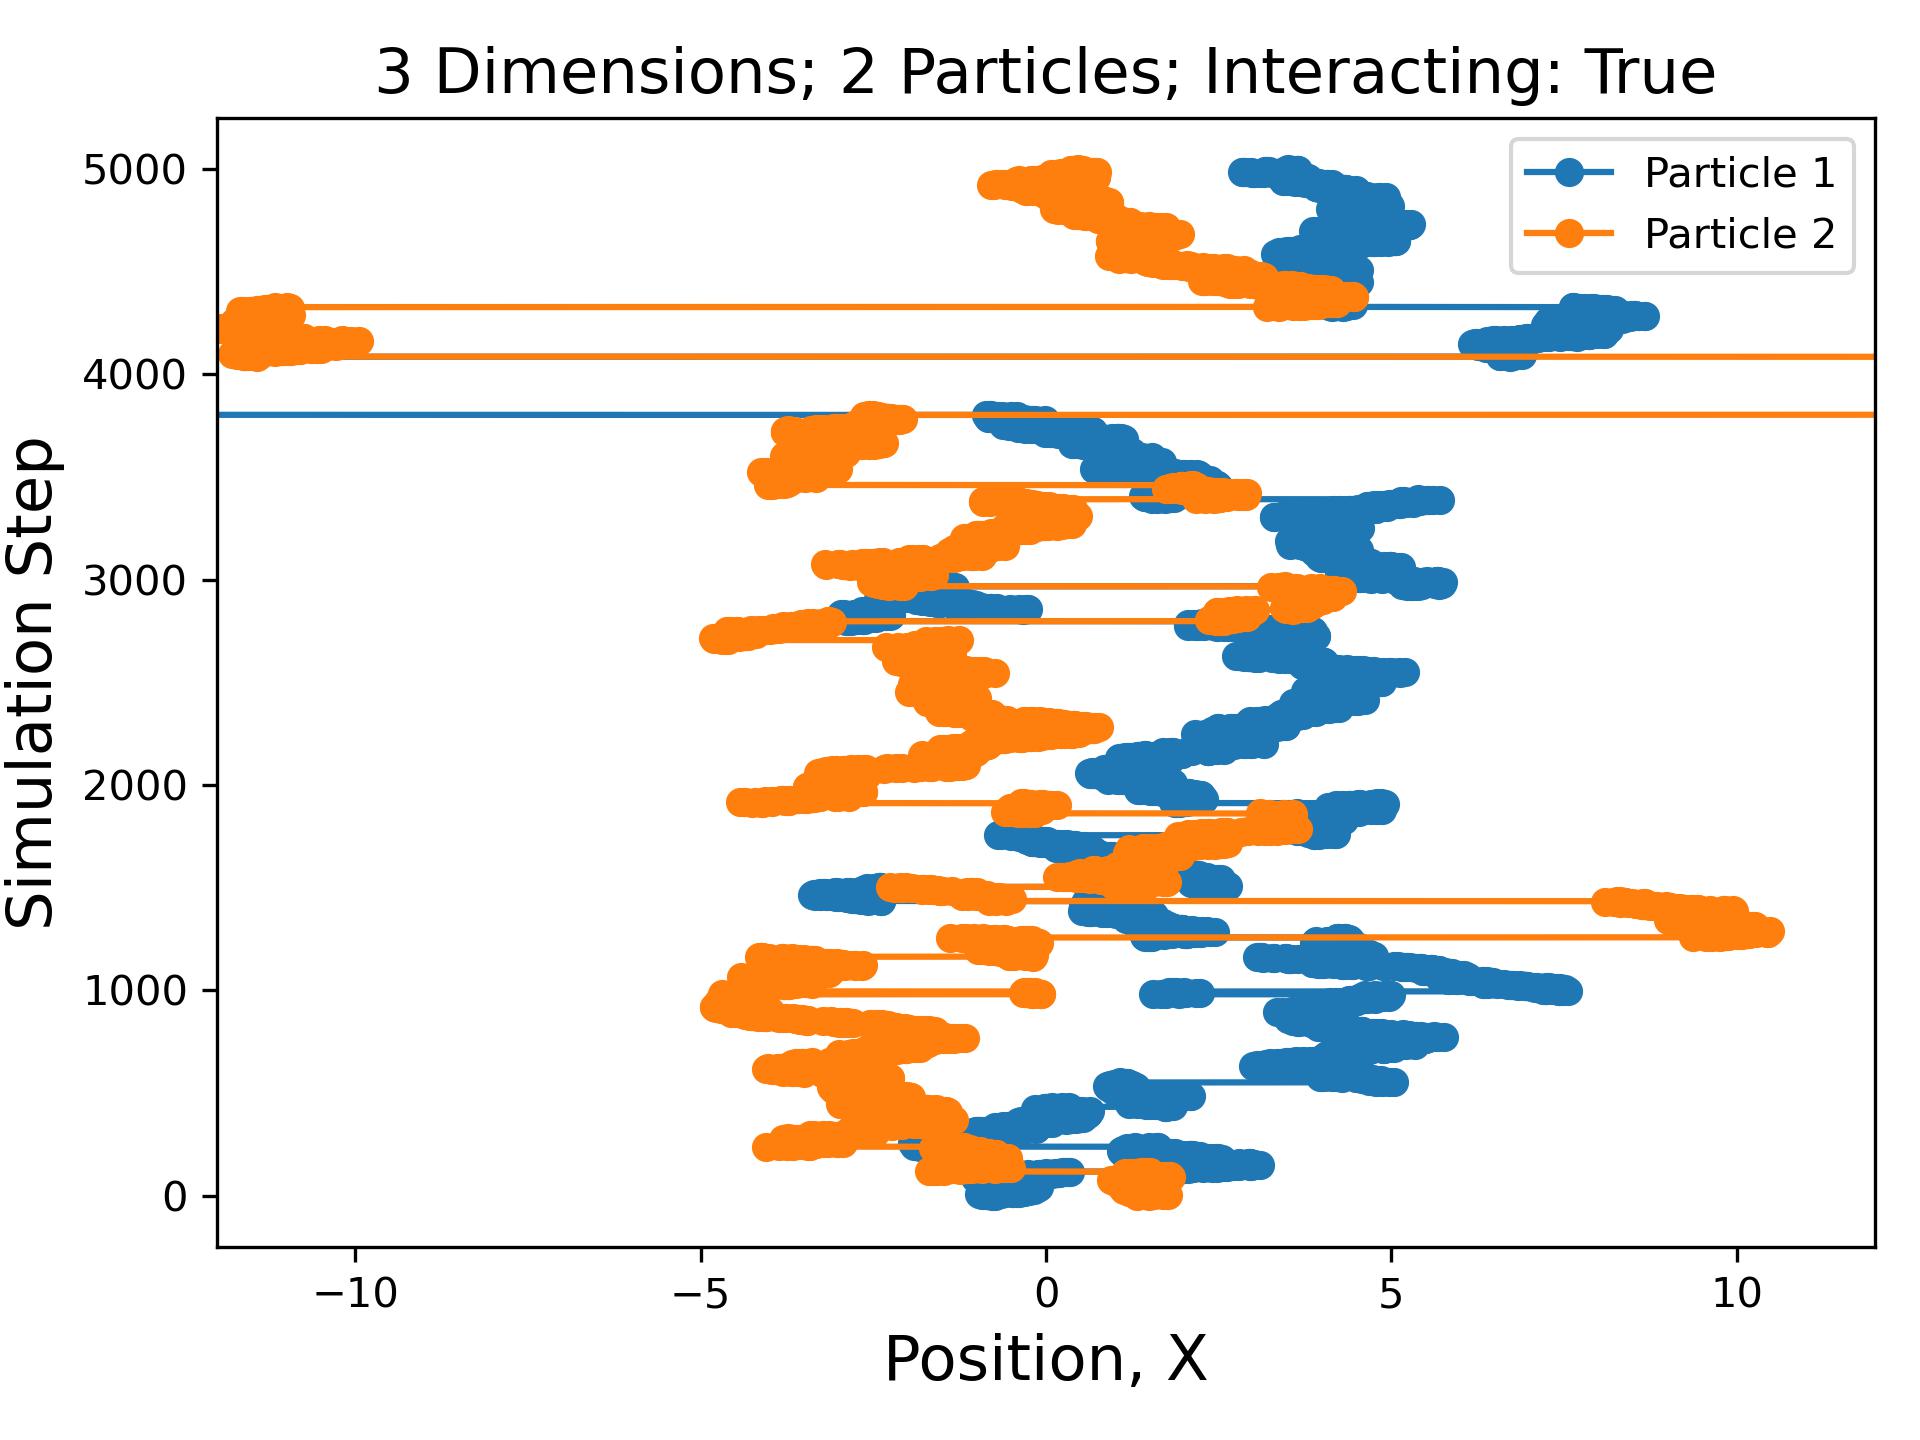 3 Dimensions; 2 Particles; Interacting: True
Particle 1
Particle 2
5000
4000
3000
2000
1000
0
Simulation Step
−10
−5
0
5
10
Position, X